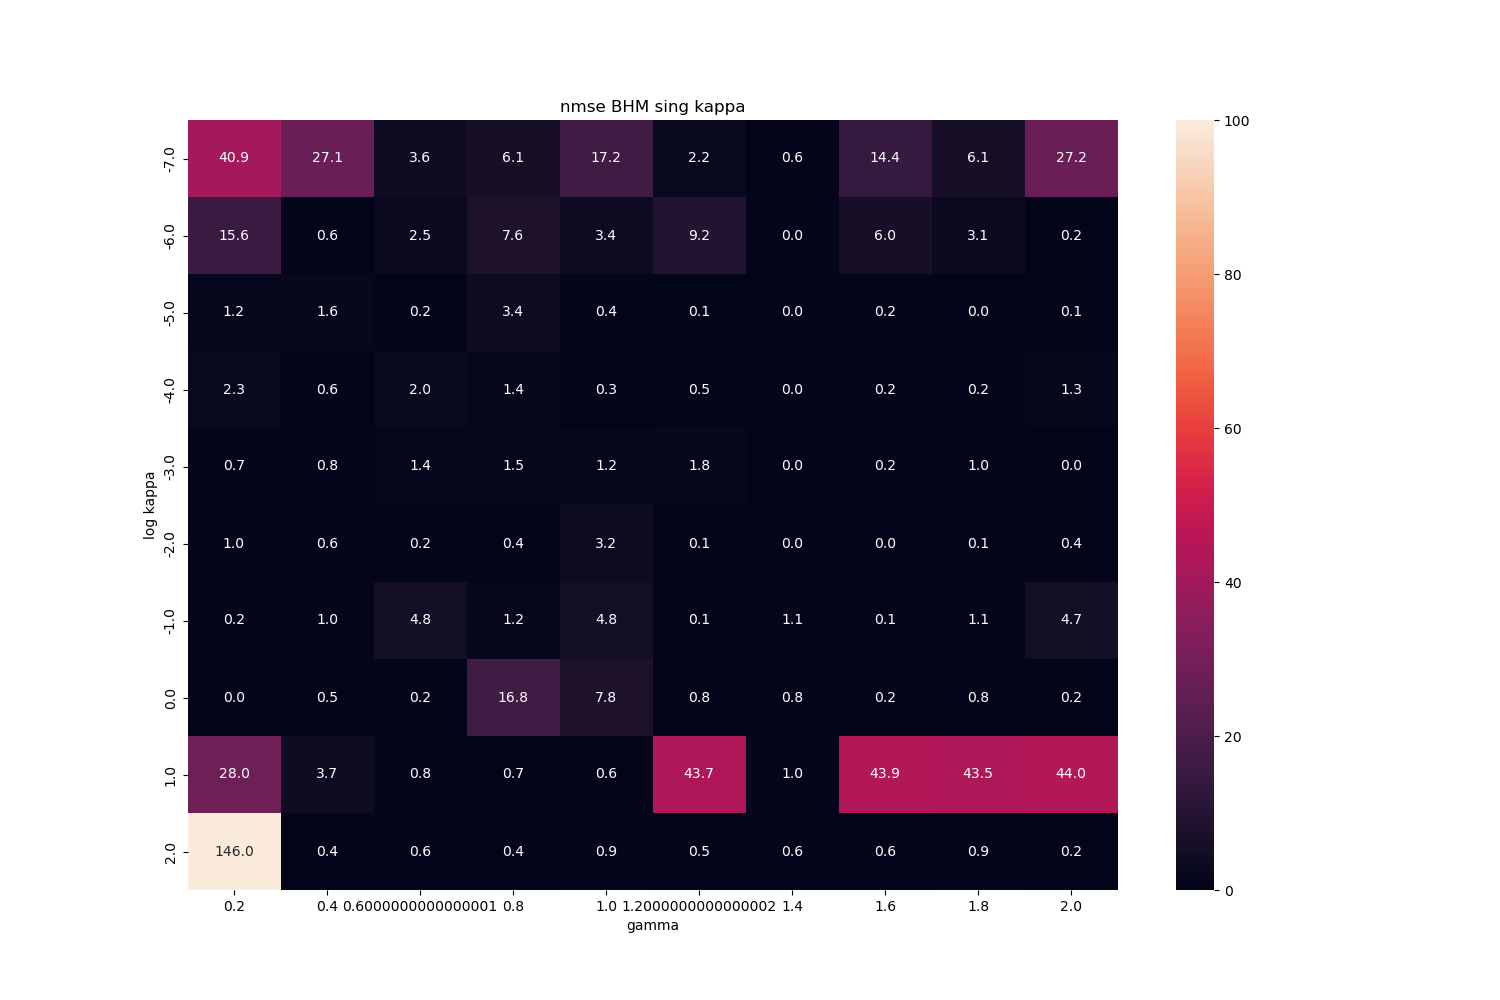 nmse BHM sing kappa
-7.0 40.9 27.1 3.6 6.1 17.2 2.2 0.6 14.4 6.1 27.2
-6.0 15.6 0.6 2.5 7.6 3.4 9.2 0.0 6.0 3.1 0.2
-5.0 1.2 1.6 0.2 3.4 0.4 0.1 0.0 0.2 0.0 0.1
-4.0 2.3 0.6 2.0 1.4 0.3 0.5 0.0 0.2 0.2 1.3
-3.0 0.7 0.8 1.4 1.5 1.2 1.8 0.0 0.2 1.0 0.0
-2.0 1.0 0.6 0.2 0.4 3.2 0.1 0.0 0.0 0.1 0.4
-1.0 0.2 1.0 4.8 1.2 4.8 0.1 1.1 0.1 1.1 4.7
0.0 0.0 0.5 0.2 16.8 7.8 0.8 0.8 0.2 0.8 0.2
1.0 28.0 3.7 0.8 0.7 0.6 43.7 1.0 43.9 43.5 44.0
2.0 146.0 0.4 0.6 0.4 0.9 0.5 0.6 0.6 0.9 0.2
0.2 0.4 0.6000000000000001 0.8 1.0 1.2000000000000002 1.4 1.6 1.8 2.0
gamma
log kappa
100
80
60
40
20
0